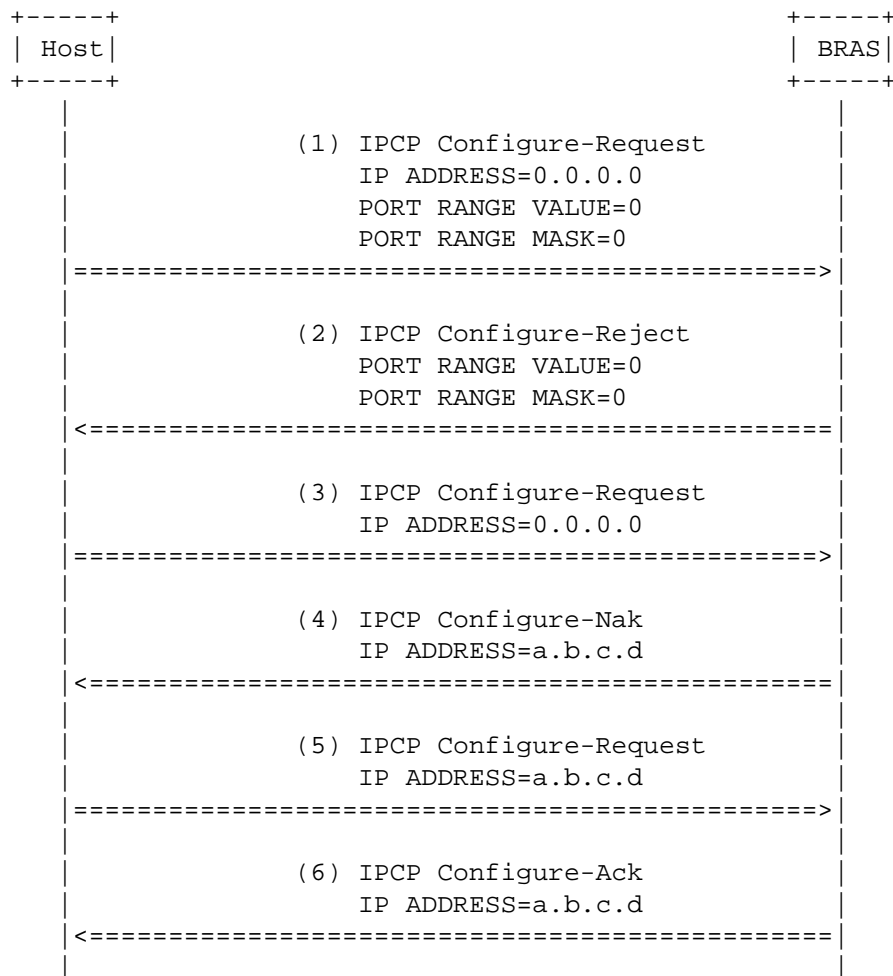 +-----+ +-----+
| Host| | BRAS|
+-----+ +-----+
(1) IPCP Configure-Request
IP ADDRESS=0.0.0.0
PORT RANGE VALUE=0
PORT RANGE MASK=0
|===============================================>|
(2) IPCP Configure-Reject
PORT RANGE VALUE=0
PORT RANGE MASK=0
|<===============================================|
(3) IPCP Configure-Request
IP ADDRESS=0.0.0.0
|===============================================>|
(4) IPCP Configure-Nak
IP ADDRESS=a.b.c.d
|<===============================================|
(5) IPCP Configure-Request
IP ADDRESS=a.b.c.d
|===============================================>|
(6) IPCP Configure-Ack
IP ADDRESS=a.b.c.d
|<===============================================|